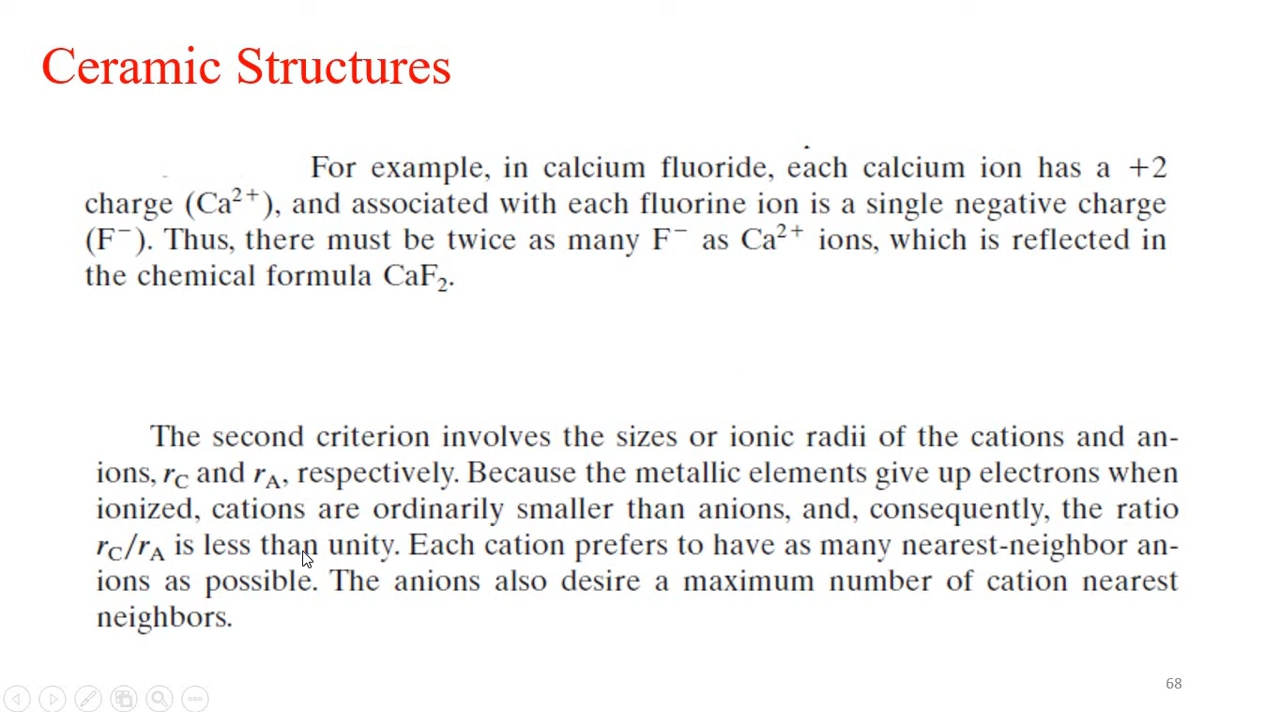 Ceramic Structures
For example, in calcium fluoride, each calcium ion has a +2
charge (Ca²⁺), and associated with each fluorine ion is a single negative charge
(F⁻). Thus, there must be twice as many F⁻ as Ca²⁺ ions, which is reflected in
the chemical formula CaF₂.
The second criterion involves the sizes or ionic radii of the cations and an-
ions, r_C and r_A, respectively. Because the metallic elements give up electrons when
ionized, cations are ordinarily smaller than anions, and, consequently, the ratio
r_C/r_A is less than unity. Each cation prefers to have as many nearest-neighbor an-
ions as possible. The anions also desire a maximum number of cation nearest
neighbors.
68